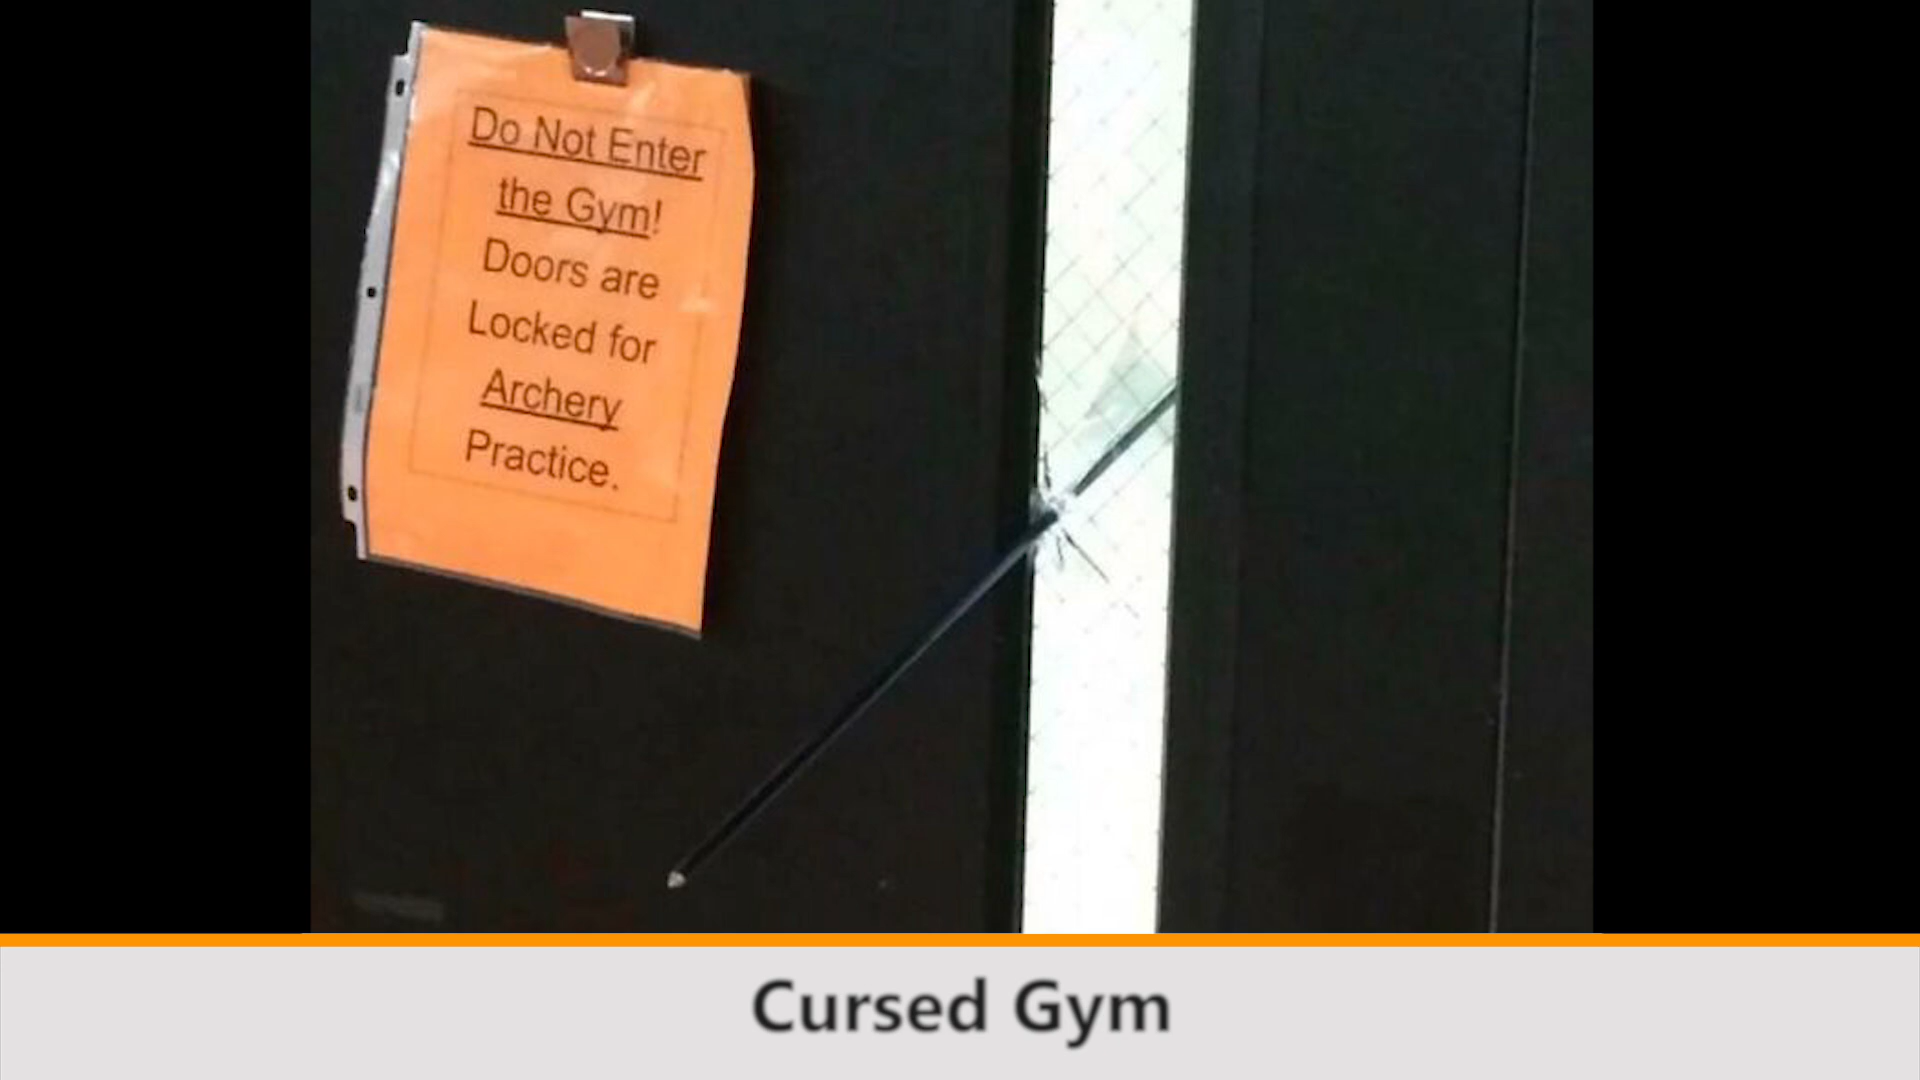 Do Not Enter
the Gym!
Doors are
Locked for
Archery
Practice.
Cursed Gym